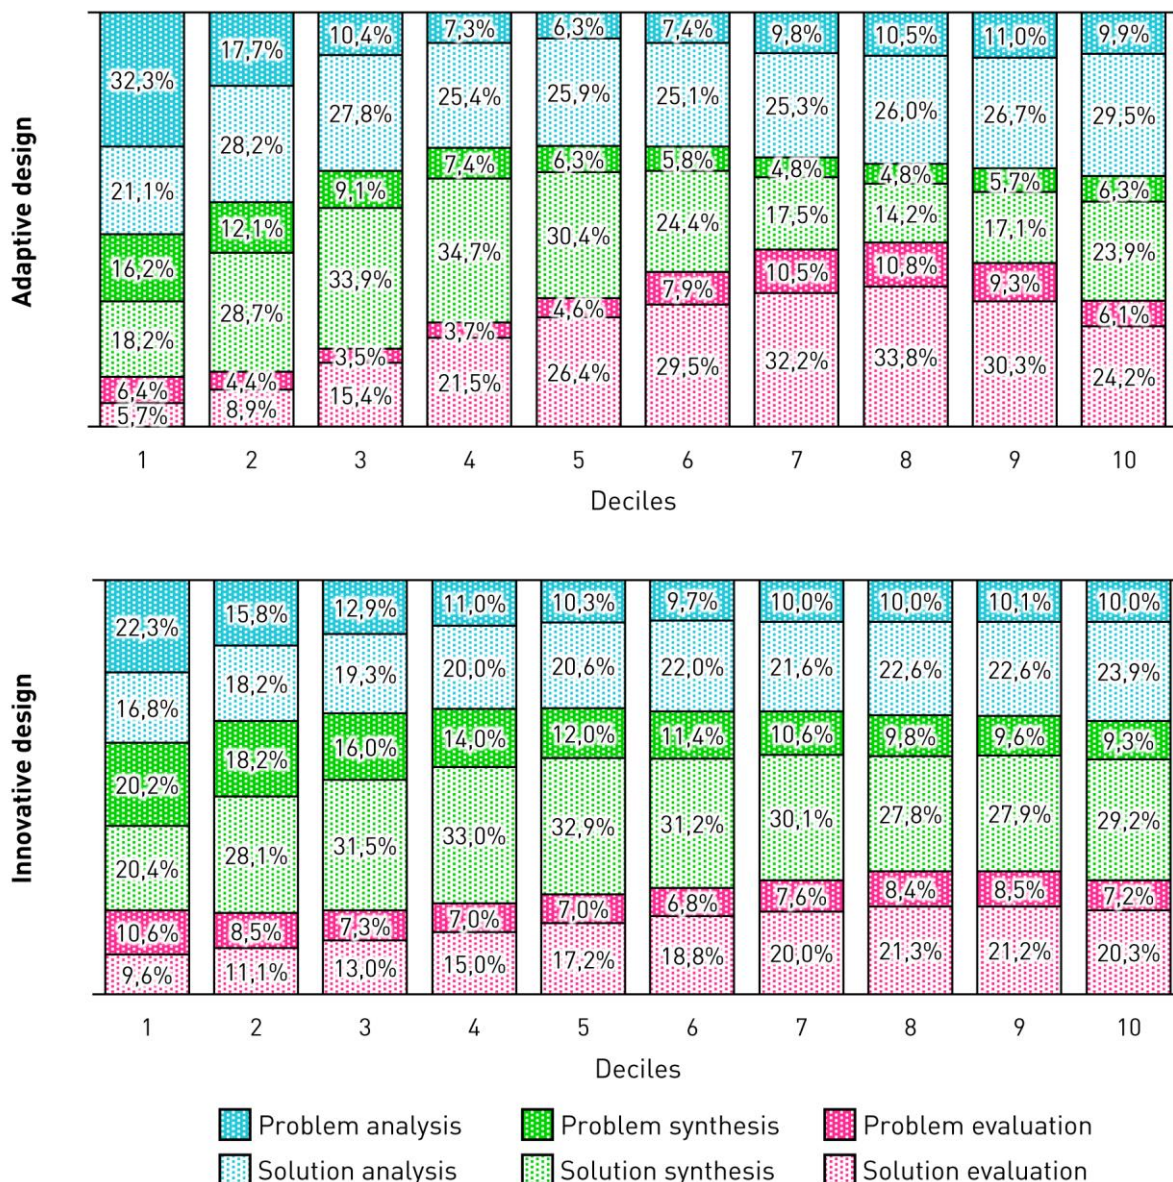 Adaptive design
32,3% 17,7% 10,4% 7,3% 6,3% 7,4% 9,8% 10,5% 11,0% 9,9%
21,1% 28,2% 27,8% 25,4% 25,9% 25,1% 25,3% 26,0% 26,7% 29,5%
16,2% 12,1% 9,1% 7,4% 6,3% 5,8% 4,8% 4,8% 5,7% 6,3%
18,2% 28,7% 33,9% 34,7% 30,4% 24,4% 17,5% 14,2% 17,1% 23,9%
6,4% 4,4% 3,5% 3,7% 4,6% 7,9% 10,5% 10,8% 9,3% 6,1%
5,7% 8,9% 15,4% 21,5% 26,4% 29,5% 32,2% 33,8% 30,3% 24,2%
1 2 3 4 5 6 7 8 9 10
Deciles
Innovative design
22,3% 15,8% 12,9% 11,0% 10,3% 9,7% 10,0% 10,0% 10,1% 10,0%
16,8% 18,2% 19,3% 20,0% 20,6% 22,0% 21,6% 22,6% 22,6% 23,9%
20,2% 18,2% 16,0% 14,0% 12,0% 11,4% 10,6% 9,8% 9,6% 9,3%
20,4% 28,1% 31,5% 33,0% 32,9% 31,2% 30,1% 27,8% 27,9% 29,2%
10,6% 8,5% 7,3% 7,0% 7,0% 6,8% 7,6% 8,4% 8,5% 7,2%
9,6% 11,1% 13,0% 15,0% 17,2% 18,8% 20,0% 21,3% 21,2% 20,3%
1 2 3 4 5 6 7 8 9 10
Deciles
Problem analysis Problem synthesis Problem evaluation
Solution analysis Solution synthesis Solution evaluation